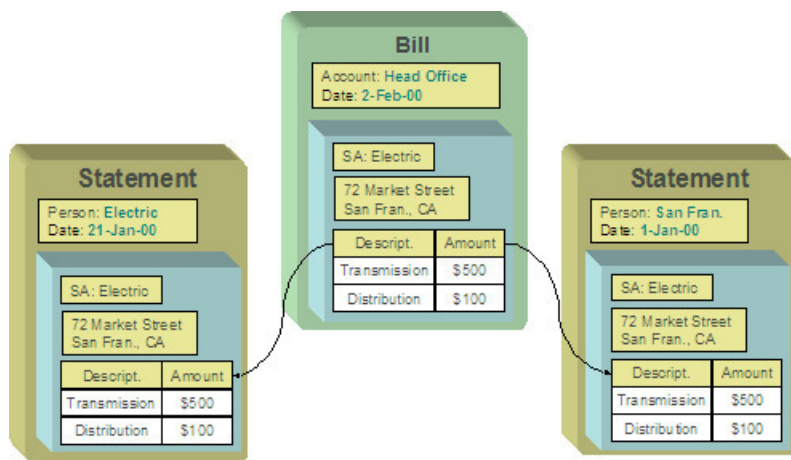 Bill
Account: Head Office
Date: 2-Feb-00
SA: Electric
72 Market Street
San Fran., CA
Descript. Amount
Transmission $500
Distribution $100
Statement
Person: Electric
Date: 21-Jan-00
SA: Electric
72 Market Street
San Fran., CA
Descript. Amount
Transmission $500
Distribution $100
Statement
Person: San Fran.
Date: 1-Jan-00
SA: Electric
72 Market Street
San Fran., CA
Descript. Amount
Transmission $500
Distribution $100